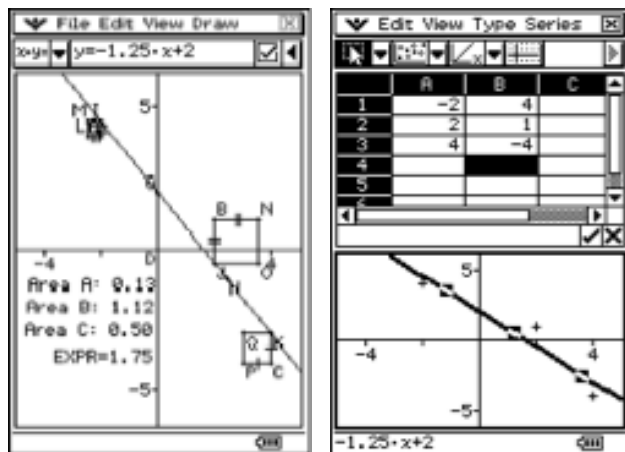 File Edit View Draw
y=-1.25·x+2
5
M I
L
B N
-4 0 4 O
J
Area A: 0.13
Area B: 1.12
Area C: 0.50
EXPR=1.75
Q K
P C
-5
Edit View Type Series
A B C
1 -2 4
2 2 1
3 4 -4
4
5
5
-4 4
-5
-1.25·x+2